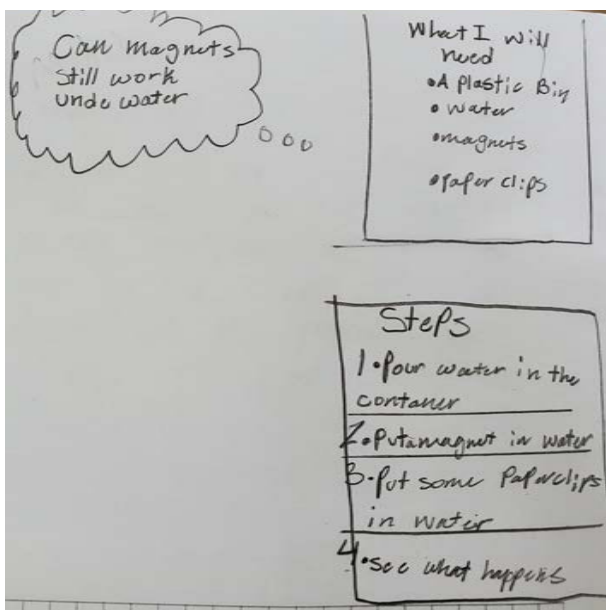 Can magnets
Still work
unde water
What I will
need
•A plastic Bin
• water
•magnets
•paper clips
Steps
1•Pour water in the
contaner
2•Put a magnet in water
3•Put some Paperclips
in water
4•see what happens